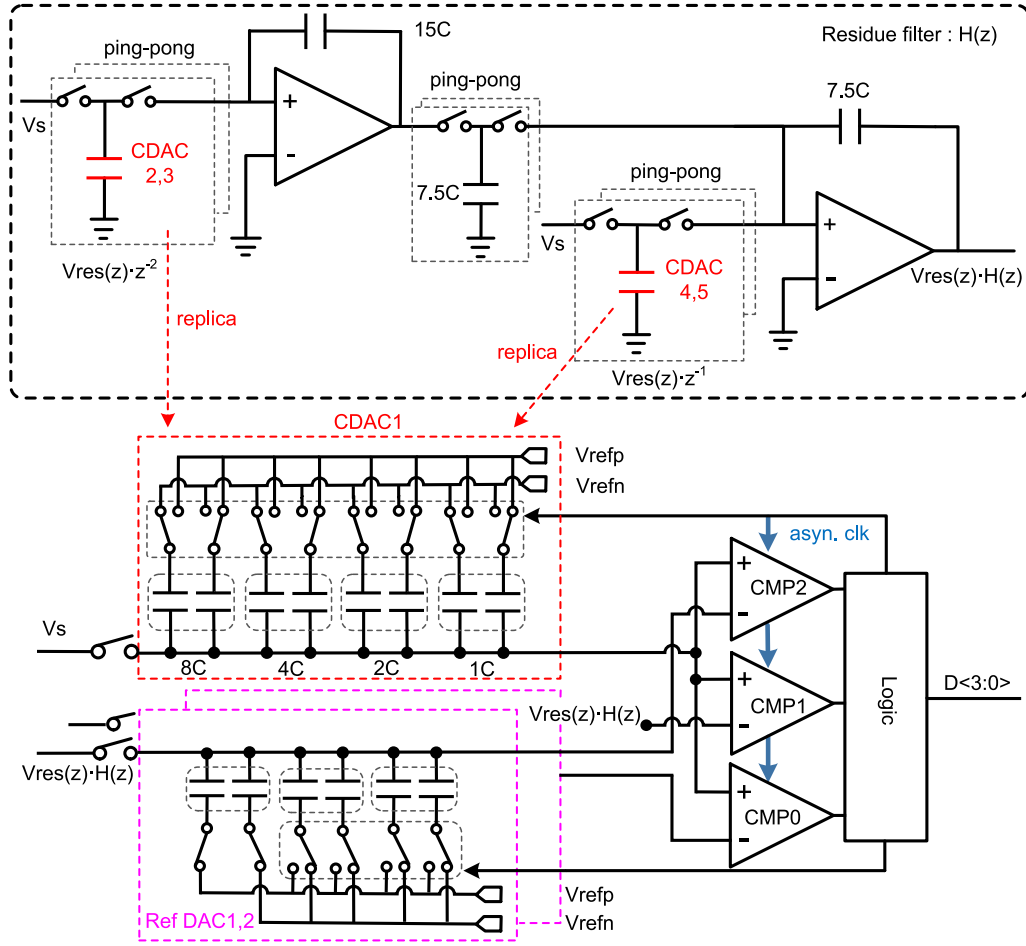 15C
Residue filter : H(z)
ping-pong
ping-pong
7.5C
Vs
+
-
CDAC
2,3
7.5C
ping-pong
Vs
+
-
CDAC
4,5
Vres(z)·H(z)
Vres(z)·z-2
replica
replica
Vres(z)·z-1
CDAC1
Vrefp
Vrefn
asyn. clk
+
CMP2
-
Vs
8C
4C
2C
1C
+
CMP1
-
Logic
D<3:0>
Vres(z)·H(z)
Vres(z)·H(z)
+
CMP0
-
Vrefp
Ref DAC1,2
Vrefn